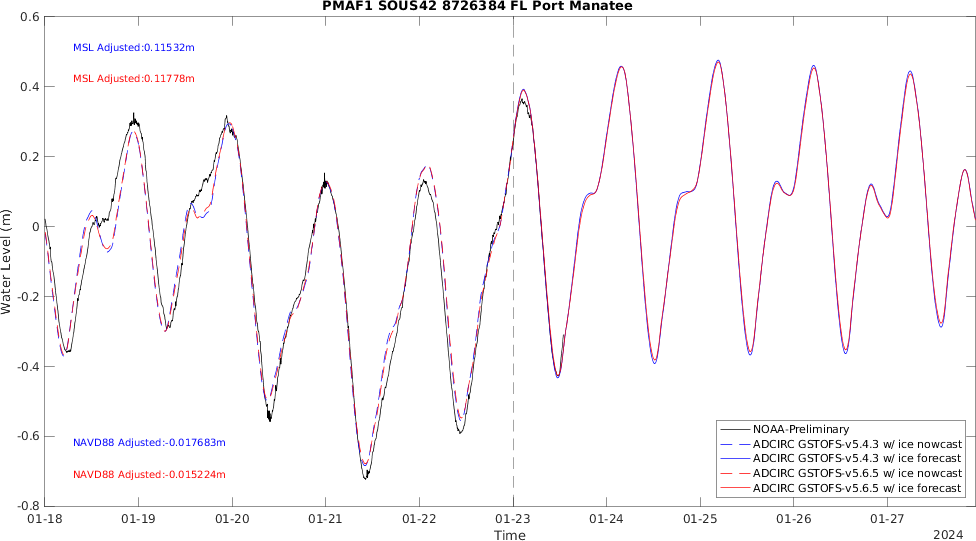 PMAF1 SOUS42 8726384 FL Port Manatee
0.6
MSL Adjusted:0.11532m
MSL Adjusted:0.11778m
0.4
0.2
0
-0.2
-0.4
-0.6
-0.8
Water Level (m)
NAVD88 Adjusted:-0.017683m
NAVD88 Adjusted:-0.015224m
NOAA-Preliminary
ADCIRC GSTOFS-v5.4.3 w/ ice nowcast
ADCIRC GSTOFS-v5.4.3 w/ ice forecast
ADCIRC GSTOFS-v5.6.5 w/ ice nowcast
ADCIRC GSTOFS-v5.6.5 w/ ice forecast
01-18 01-19 01-20 01-21 01-22 01-23 01-24 01-25 01-26 01-27
Time
2024